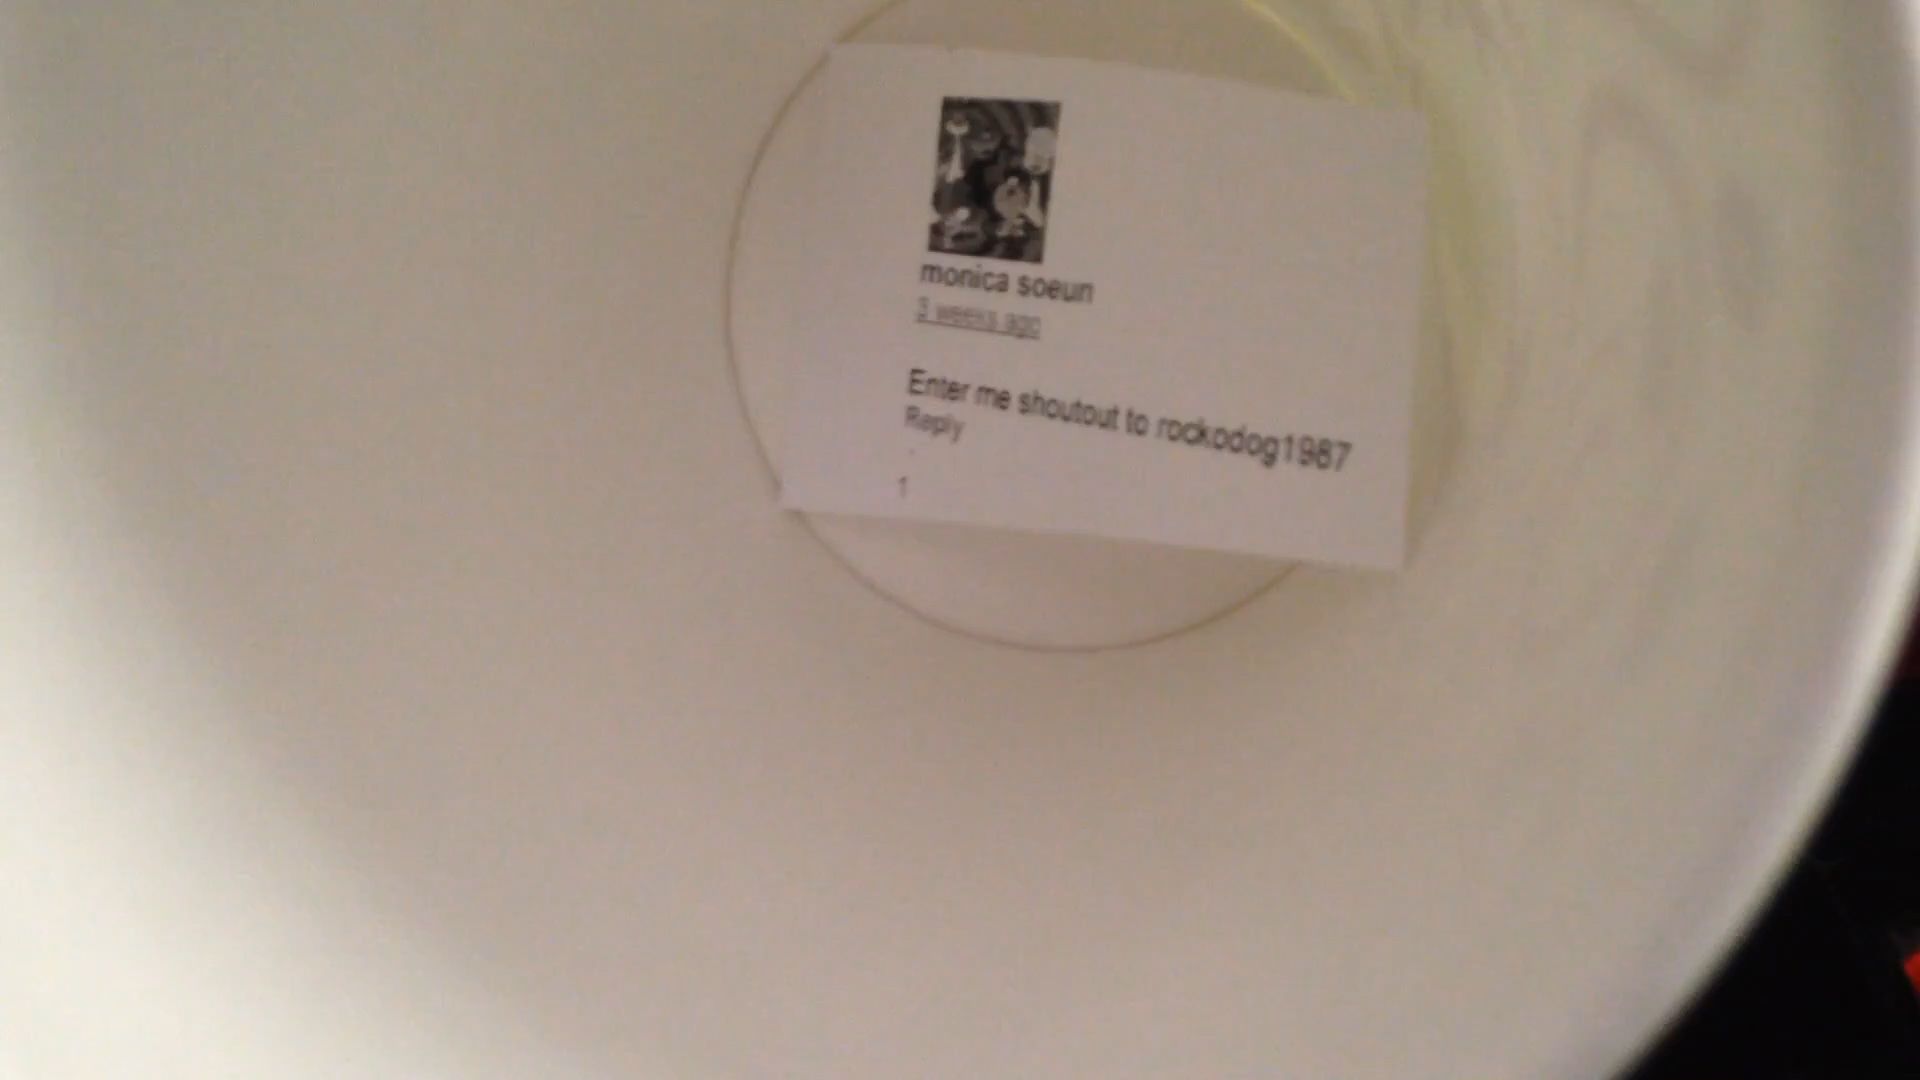 monica soeun
3 weeks ago
Enter me shoutout to rockodog1987
Reply
1